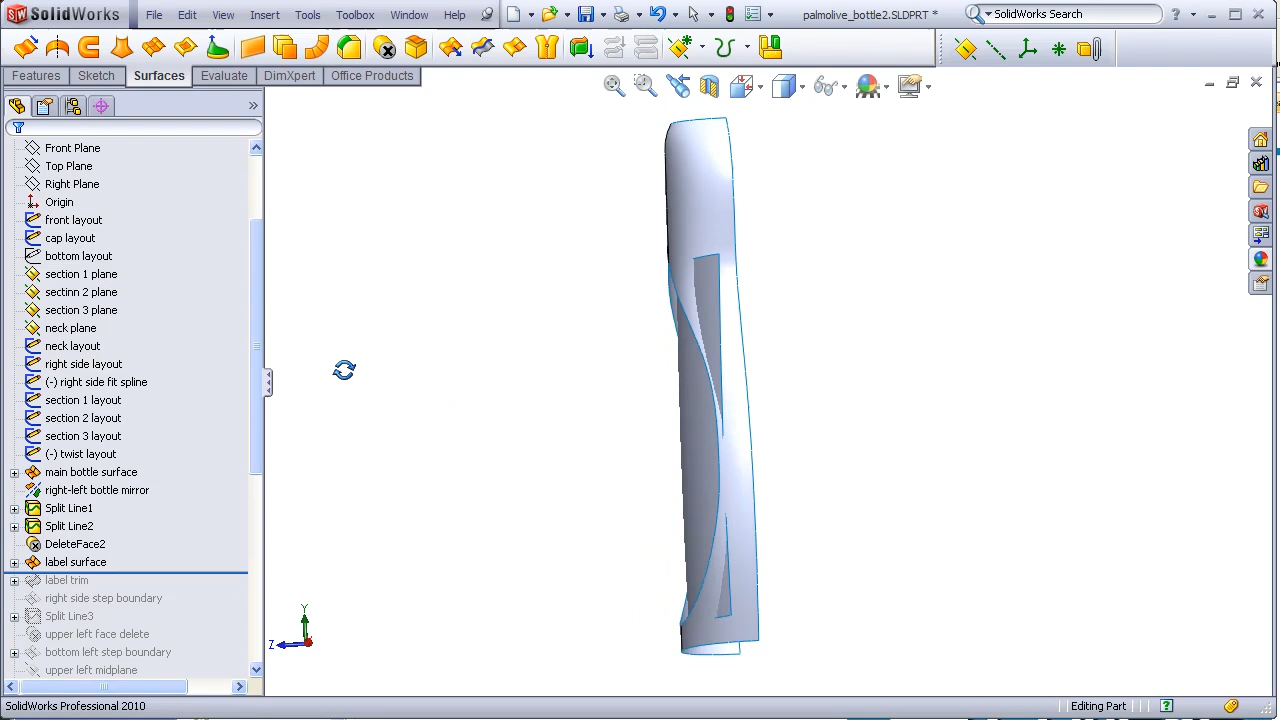 SolidWorks File Edit View Insert Tools Toolbox Window Help palmolive_bottle2.SLDPRT * SolidWorks Search
Features Sketch Surfaces Evaluate DimXpert Office Products
Front Plane
Top Plane
Right Plane
Origin
front layout
cap layout
bottom layout
section 1 plane
sectinn 2 plane
section 3 plane
neck plane
neck layout
right side layout
(-) right side fit spline
section 1 layout
section 2 layout
section 3 layout
(-) twist layout
main bottle surface
right-left bottle mirror
Split Line1
Split Line2
DeleteFace2
label surface
label trim
right side step boundary
Split Line3
upper left face delete
bottom left step boundary
upper left midplane
Y
Z
SolidWorks Professional 2010 Editing Part